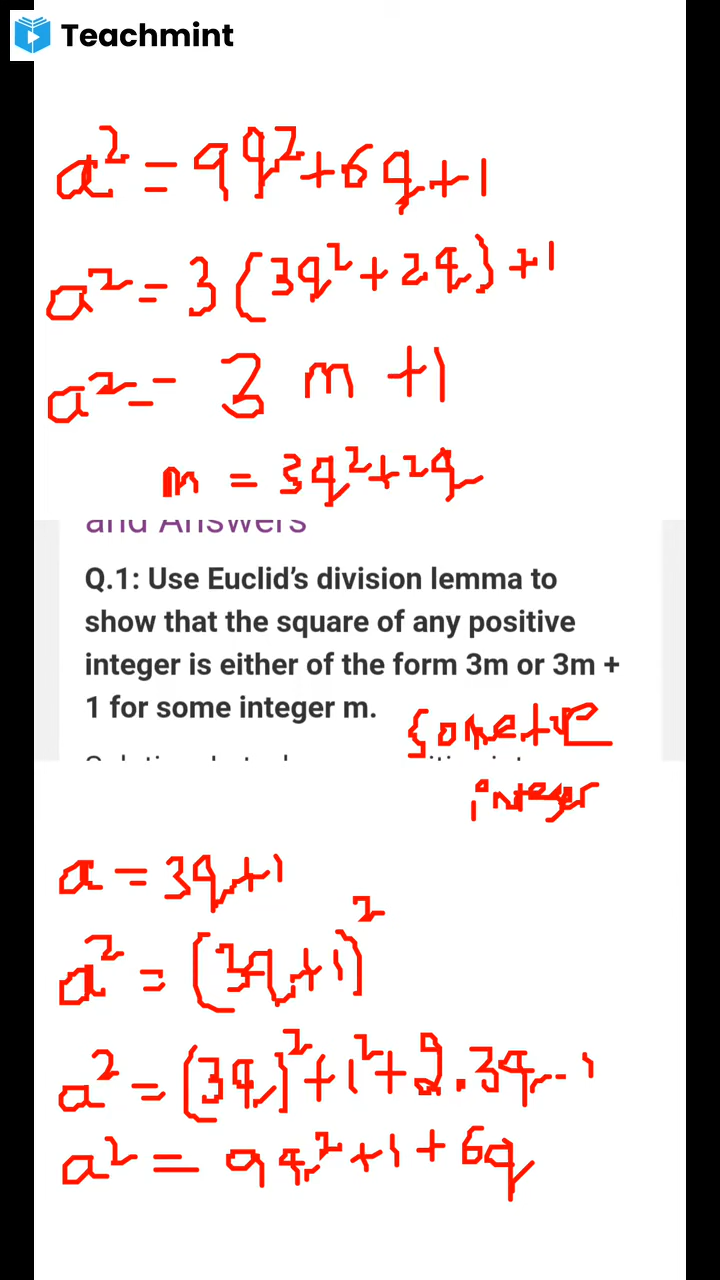 Teachmint
a² = 9q²+6q+1
a² = 3(3q²+2q)+1
a² = 3 m +1
m = 3q²+2q
and Answers
Q.1: Use Euclid’s division lemma to
show that the square of any positive
integer is either of the form 3m or 3m +
1 for some integer m.
some +ve
integer
a = 3q+1
a² = (3q+1)²
a² = (3q)²+1²+2.3q.1
a² = 9q²+1+6q